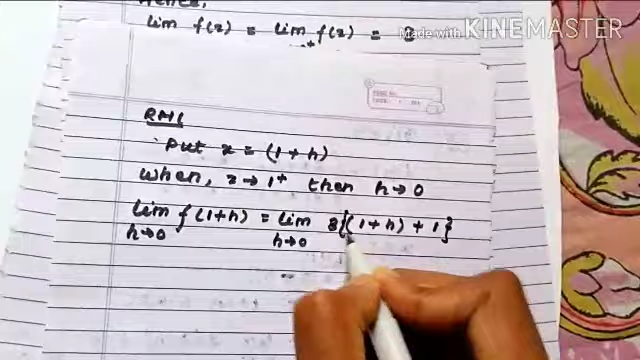 Hence,
lim f(x) = lim f(x) =
Made with KINEMASTER
RHL
Put x = (1+h)
when, x→1⁺ then h→0
lim f(1+h) = lim 8{(1+h)+1}
h→0 h→0